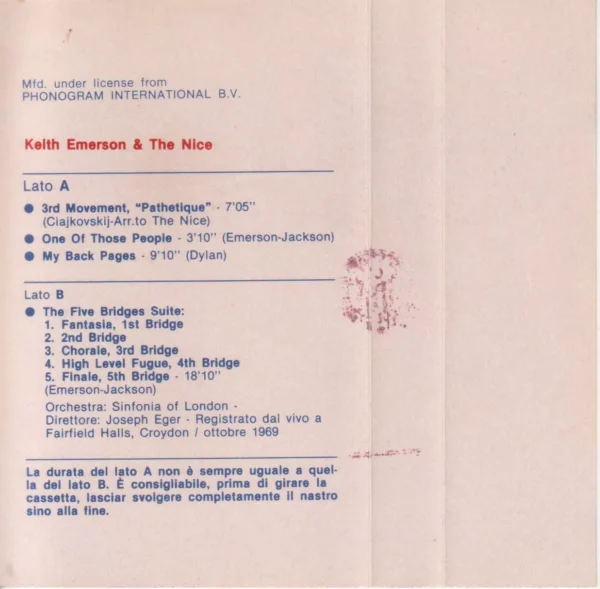 Mfd. under license from
PHONOGRAM INTERNATIONAL B.V.
Keith Emerson & The Nice
Lato A
● 3rd Movement, "Pathetique" - 7'05''
(Ciajkovskij-Arr.to The Nice)
● One Of Those People - 3'10'' (Emerson-Jackson)
● My Back Pages - 9'10'' (Dylan)
Lato B
● The Five Bridges Suite:
1. Fantasia, 1st Bridge
2. 2nd Bridge
3. Chorale, 3rd Bridge
4. High Level Fugue, 4th Bridge
5. Finale, 5th Bridge - 18'10''
(Emerson-Jackson)
Orchestra: Sinfonia of London -
Direttore: Joseph Eger - Registrato dal vivo a
Fairfield Halls, Croydon / ottobre 1969
La durata del lato A non è sempre uguale a quel-
la del lato B. È consigliabile, prima di girare la
cassetta, lasciar svolgere completamente il nastro
sino alla fine.